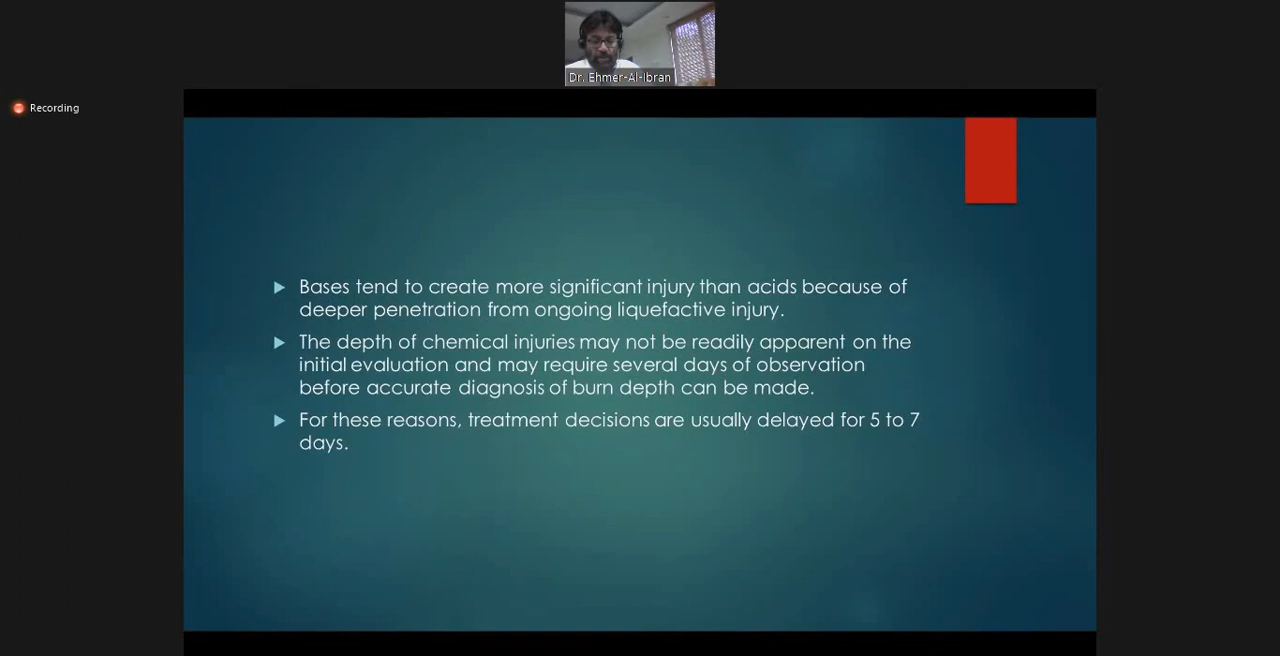 Dr. Ehmer-Al-Ibran
Recording
Bases tend to create more significant injury than acids because of
deeper penetration from ongoing liquefactive injury.
The depth of chemical injuries may not be readily apparent on the
initial evaluation and may require several days of observation
before accurate diagnosis of burn depth can be made.
For these reasons, treatment decisions are usually delayed for 5 to 7
days.